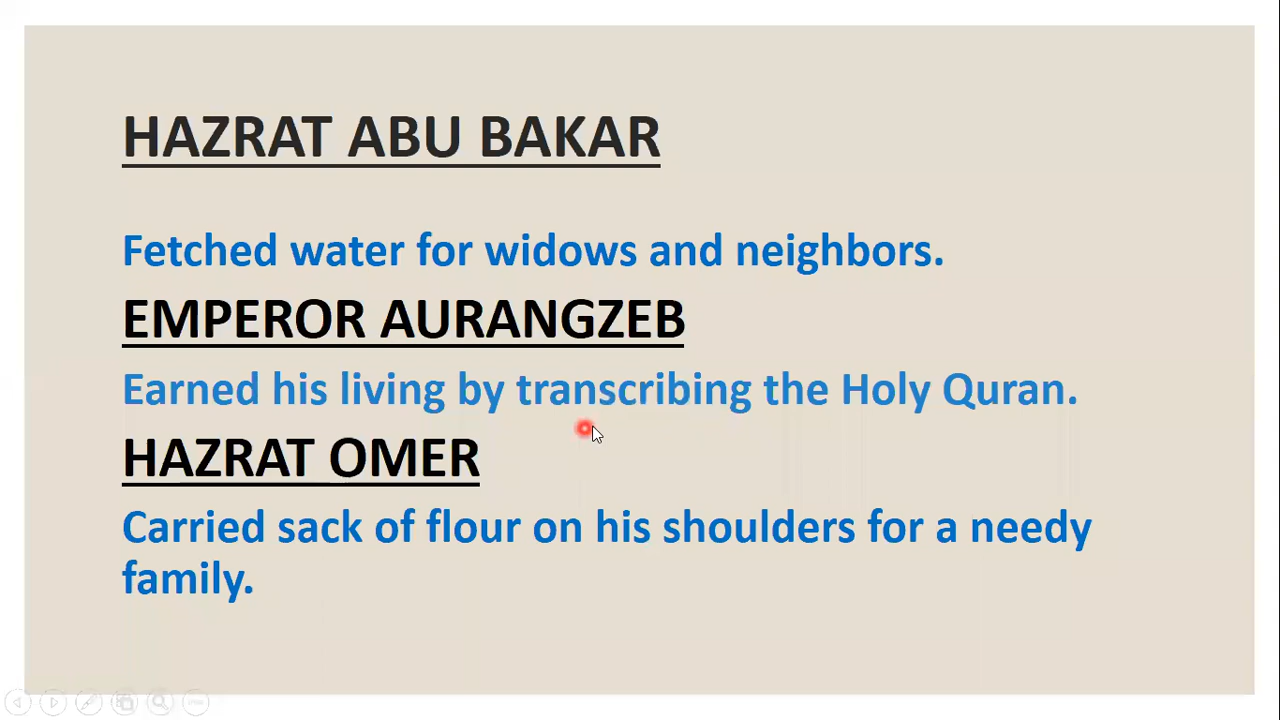 HAZRAT ABU BAKAR
Fetched water for widows and neighbors.
EMPEROR AURANGZEB
Earned his living by transcribing the Holy Quran.
HAZRAT OMER
Carried sack of flour on his shoulders for a needy
family.